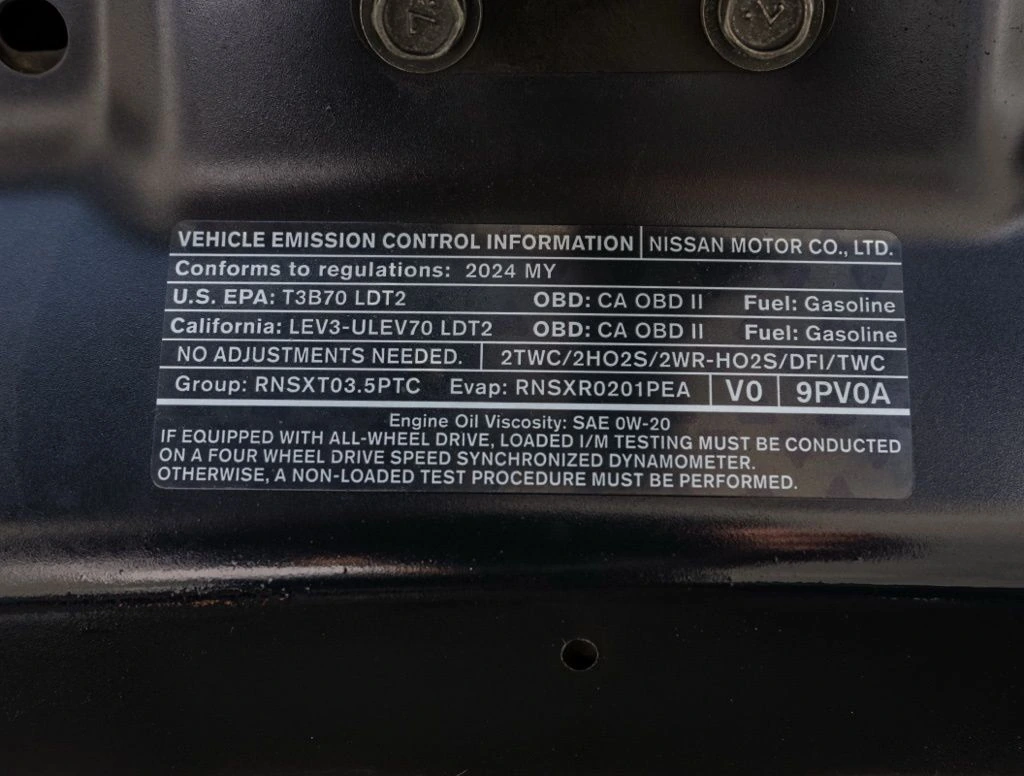 VEHICLE EMISSION CONTROL INFORMATION NISSAN MOTOR CO., LTD.
Conforms to regulations: 2024 MY
U.S. EPA: T3B70 LDT2 OBD: CA OBD II Fuel: Gasoline
California: LEV3-ULEV70 LDT2 OBD: CA OBD II Fuel: Gasoline
NO ADJUSTMENTS NEEDED. 2TWC/2HO2S/2WR-HO2S/DFI/TWC
Group: RNSXT03.5PTC Evap: RNSXR0201PEA V0 9PV0A
Engine Oil Viscosity: SAE 0W-20
IF EQUIPPED WITH ALL-WHEEL DRIVE, LOADED I/M TESTING MUST BE CONDUCTED
ON A FOUR WHEEL DRIVE SPEED SYNCHRONIZED DYNAMOMETER.
OTHERWISE, A NON-LOADED TEST PROCEDURE MUST BE PERFORMED.